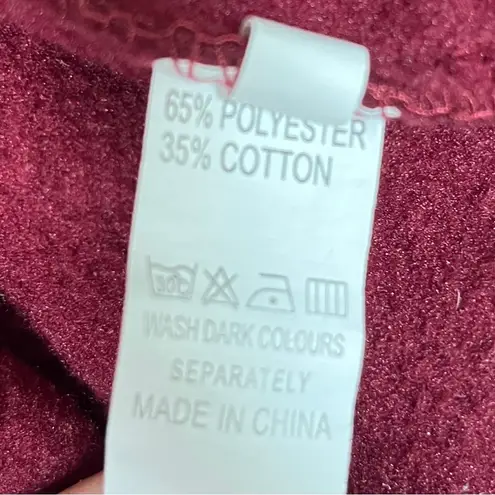 65% POLYESTER
35% COTTON
WASH DARK COLOURS
SEPARATELY
MADE IN CHINA